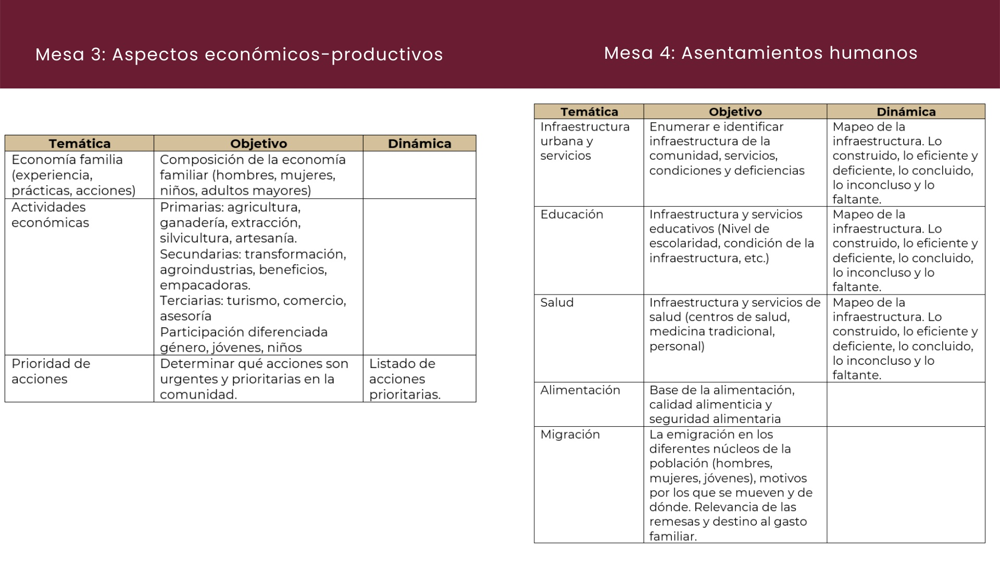 Mesa 3: Aspectos económicos-productivos
Temática
Objetivo
Dinámica
Economía familia
(experiencia,
prácticas, acciones)
Composición de la economía
familiar (hombres, mujeres,
niños, adultos mayores)
Actividades
económicas
Primarias: agricultura,
ganadería, extracción,
silvicultura, artesanía.
Secundarias: transformación,
agroindustrias, beneficios,
empacadoras.
Terciarias: turismo, comercio,
asesoría
Participación diferenciada
género, jóvenes, niños
Prioridad de
acciones
Determinar qué acciones son
urgentes y prioritarias en la
comunidad.
Listado de
acciones
prioritarias.
Mesa 4: Asentamientos humanos
Temática
Objetivo
Dinámica
Infraestructura
urbana y
servicios
Enumerar e identificar
infraestructura de la
comunidad, servicios,
condiciones y deficiencias
Mapeo de la
infraestructura. Lo
construido, lo eficiente y
deficiente, lo concluido,
lo inconcluso y lo
faltante.
Educación
Infraestructura y servicios
educativos (Nivel de
escolaridad, condición de la
infraestructura, etc.)
Mapeo de la
infraestructura. Lo
construido, lo eficiente y
deficiente, lo concluido,
lo inconcluso y lo
faltante.
Salud
Infraestructura y servicios de
salud (centros de salud,
medicina tradicional,
personal)
Mapeo de la
infraestructura. Lo
construido, lo eficiente y
deficiente, lo concluido,
lo inconcluso y lo
faltante.
Alimentación
Base de la alimentación,
calidad alimenticia y
seguridad alimentaria
Migración
La emigración en los
diferentes núcleos de la
población (hombres,
mujeres, jóvenes), motivos
por los que se mueven y de
dónde. Relevancia de las
remesas y destino al gasto
familiar.